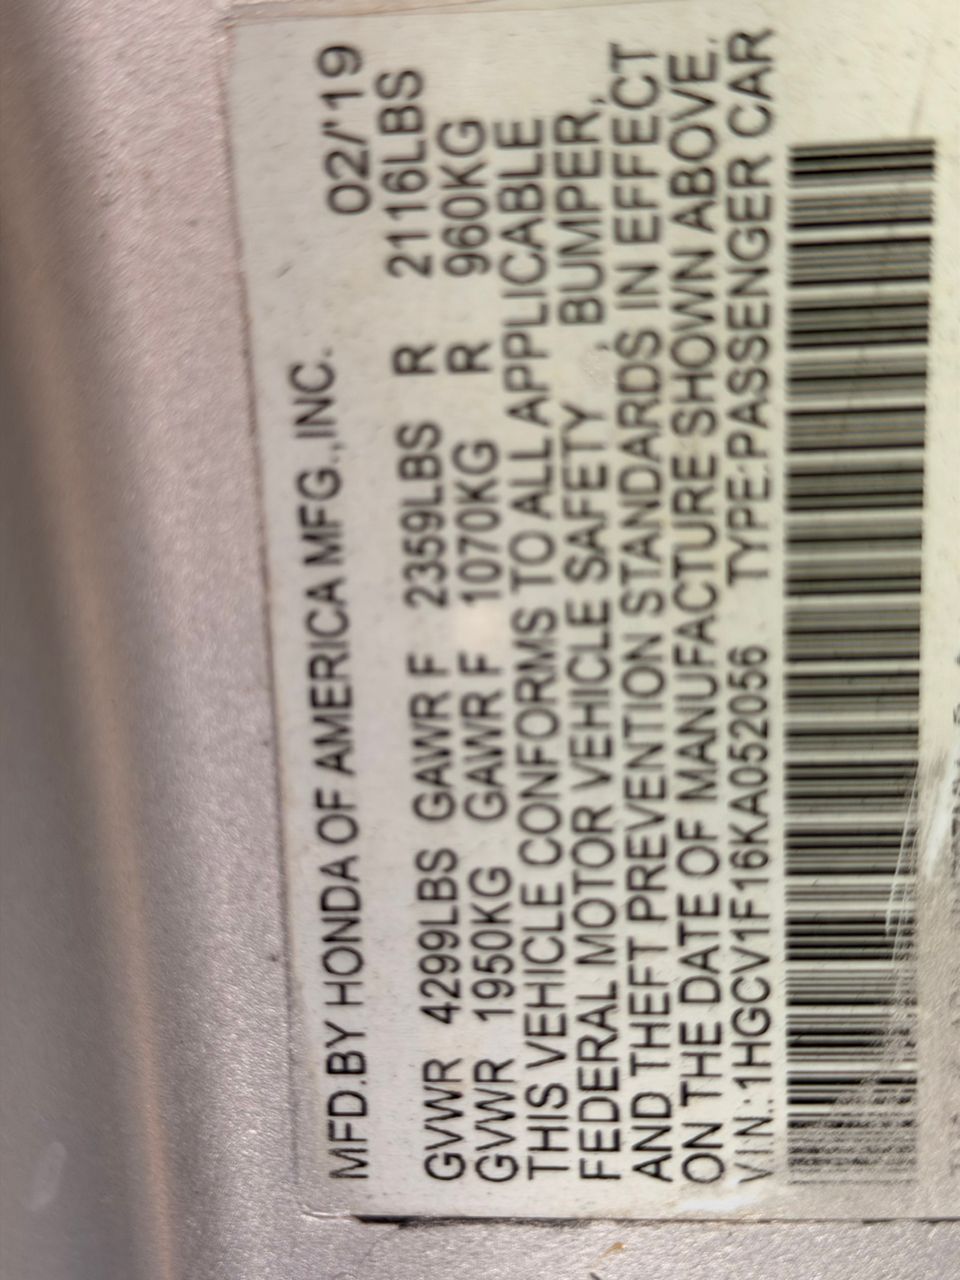 MFD.BY HONDA OF AMERICA MFG.,INC. 02/'19
GVWR 4299LBS GAWR F 2359LBS R 2116LBS
GVWR 1950KG GAWR F 1070KG R 960KG
THIS VEHICLE CONFORMS TO ALL APPLICABLE
FEDERAL MOTOR VEHICLE SAFETY, BUMPER,
AND THEFT PREVENTION STANDARDS IN EFFECT
ON THE DATE OF MANUFACTURE SHOWN ABOVE.
V.I.N.:1HGCV1F16KA052056 TYPE:PASSENGER CAR